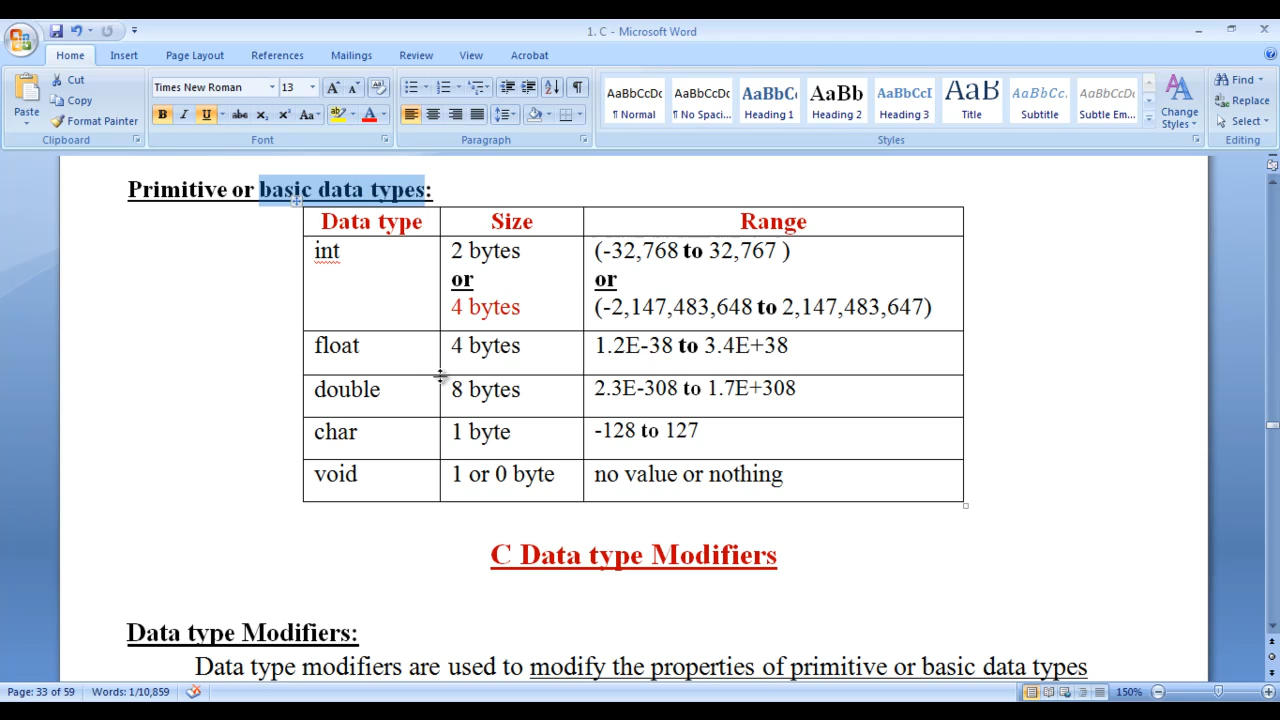 1. C - Microsoft Word
Home Insert Page Layout References Mailings Review View Acrobat
Paste
Cut
Copy
Format Painter
Clipboard
Times New Roman 13
B I U abc X₂ X² Aa
Font
Paragraph
AaBbCcDc AaBbCcDc AaBbC AaBb AaBbCcI AaB AaBbCc. AaBbCcDc
¶ Normal ¶ No Spaci... Heading 1 Heading 2 Heading 3 Title Subtitle Subtle Em...
Change Styles
Styles
Find
Replace
Select
Editing
Primitive or basic data types:
Data type Size Range
int 2 bytes (-32,768 to 32,767 )
or or
4 bytes (-2,147,483,648 to 2,147,483,647)
float 4 bytes 1.2E-38 to 3.4E+38
double 8 bytes 2.3E-308 to 1.7E+308
char 1 byte -128 to 127
void 1 or 0 byte no value or nothing
C Data type Modifiers
Data type Modifiers:
Data type modifiers are used to modify the properties of primitive or basic data types
Page: 33 of 59 Words: 1/10,859 150%